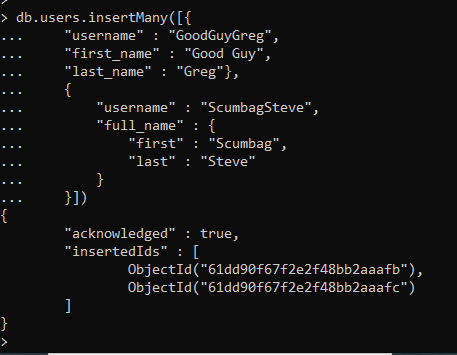 >
> db.users.insertMany([{
...     "username" : "GoodGuyGreg",
...     "first_name" : "Good Guy",
...     "last_name" : "Greg"},
...     {
...         "username" : "ScumbagSteve",
...         "full_name" : {
...             "first" : "Scumbag",
...             "last" : "Steve"
...         }
...     }])
{
        "acknowledged" : true,
        "insertedIds" : [
                ObjectId("61dd90f67f2e2f48bb2aaafb"),
                ObjectId("61dd90f67f2e2f48bb2aaafc")
        ]
}
>